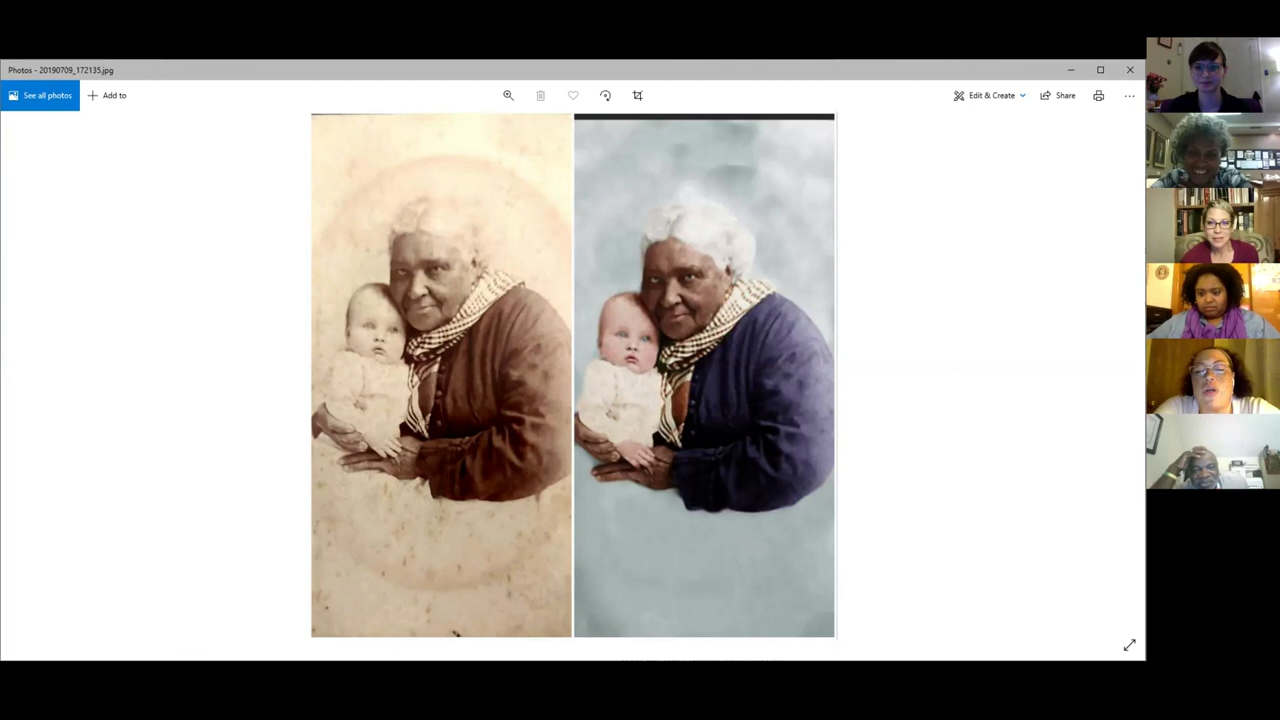 Photos - 20190709_172135.jpg
See all photos
Add to
Edit & Create
Share